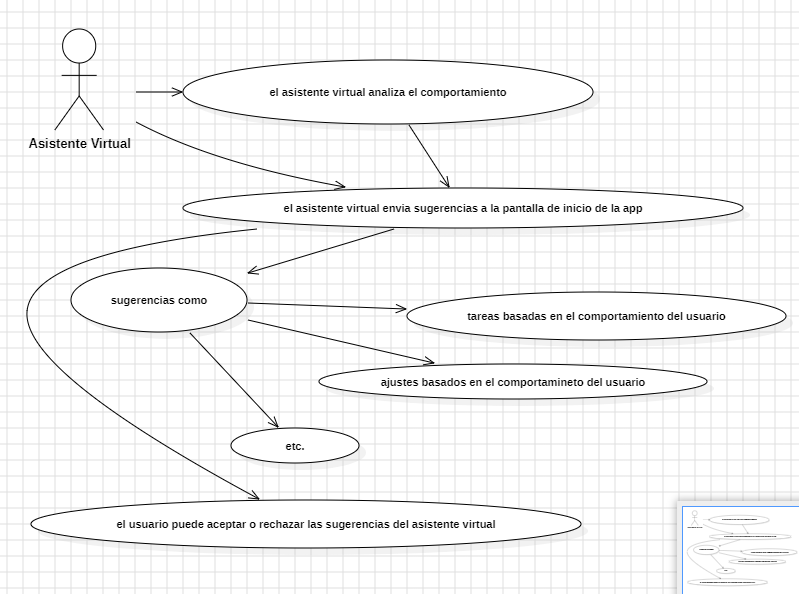 Asistente Virtual
el asistente virtual analiza el comportamiento
el asistente virtual envia sugerencias a la pantalla de inicio de la app
sugerencias como
tareas basadas en el comportamiento del usuario
ajustes basados en el comportamineto del usuario
etc.
el usuario puede aceptar o rechazar las sugerencias del asistente virtual